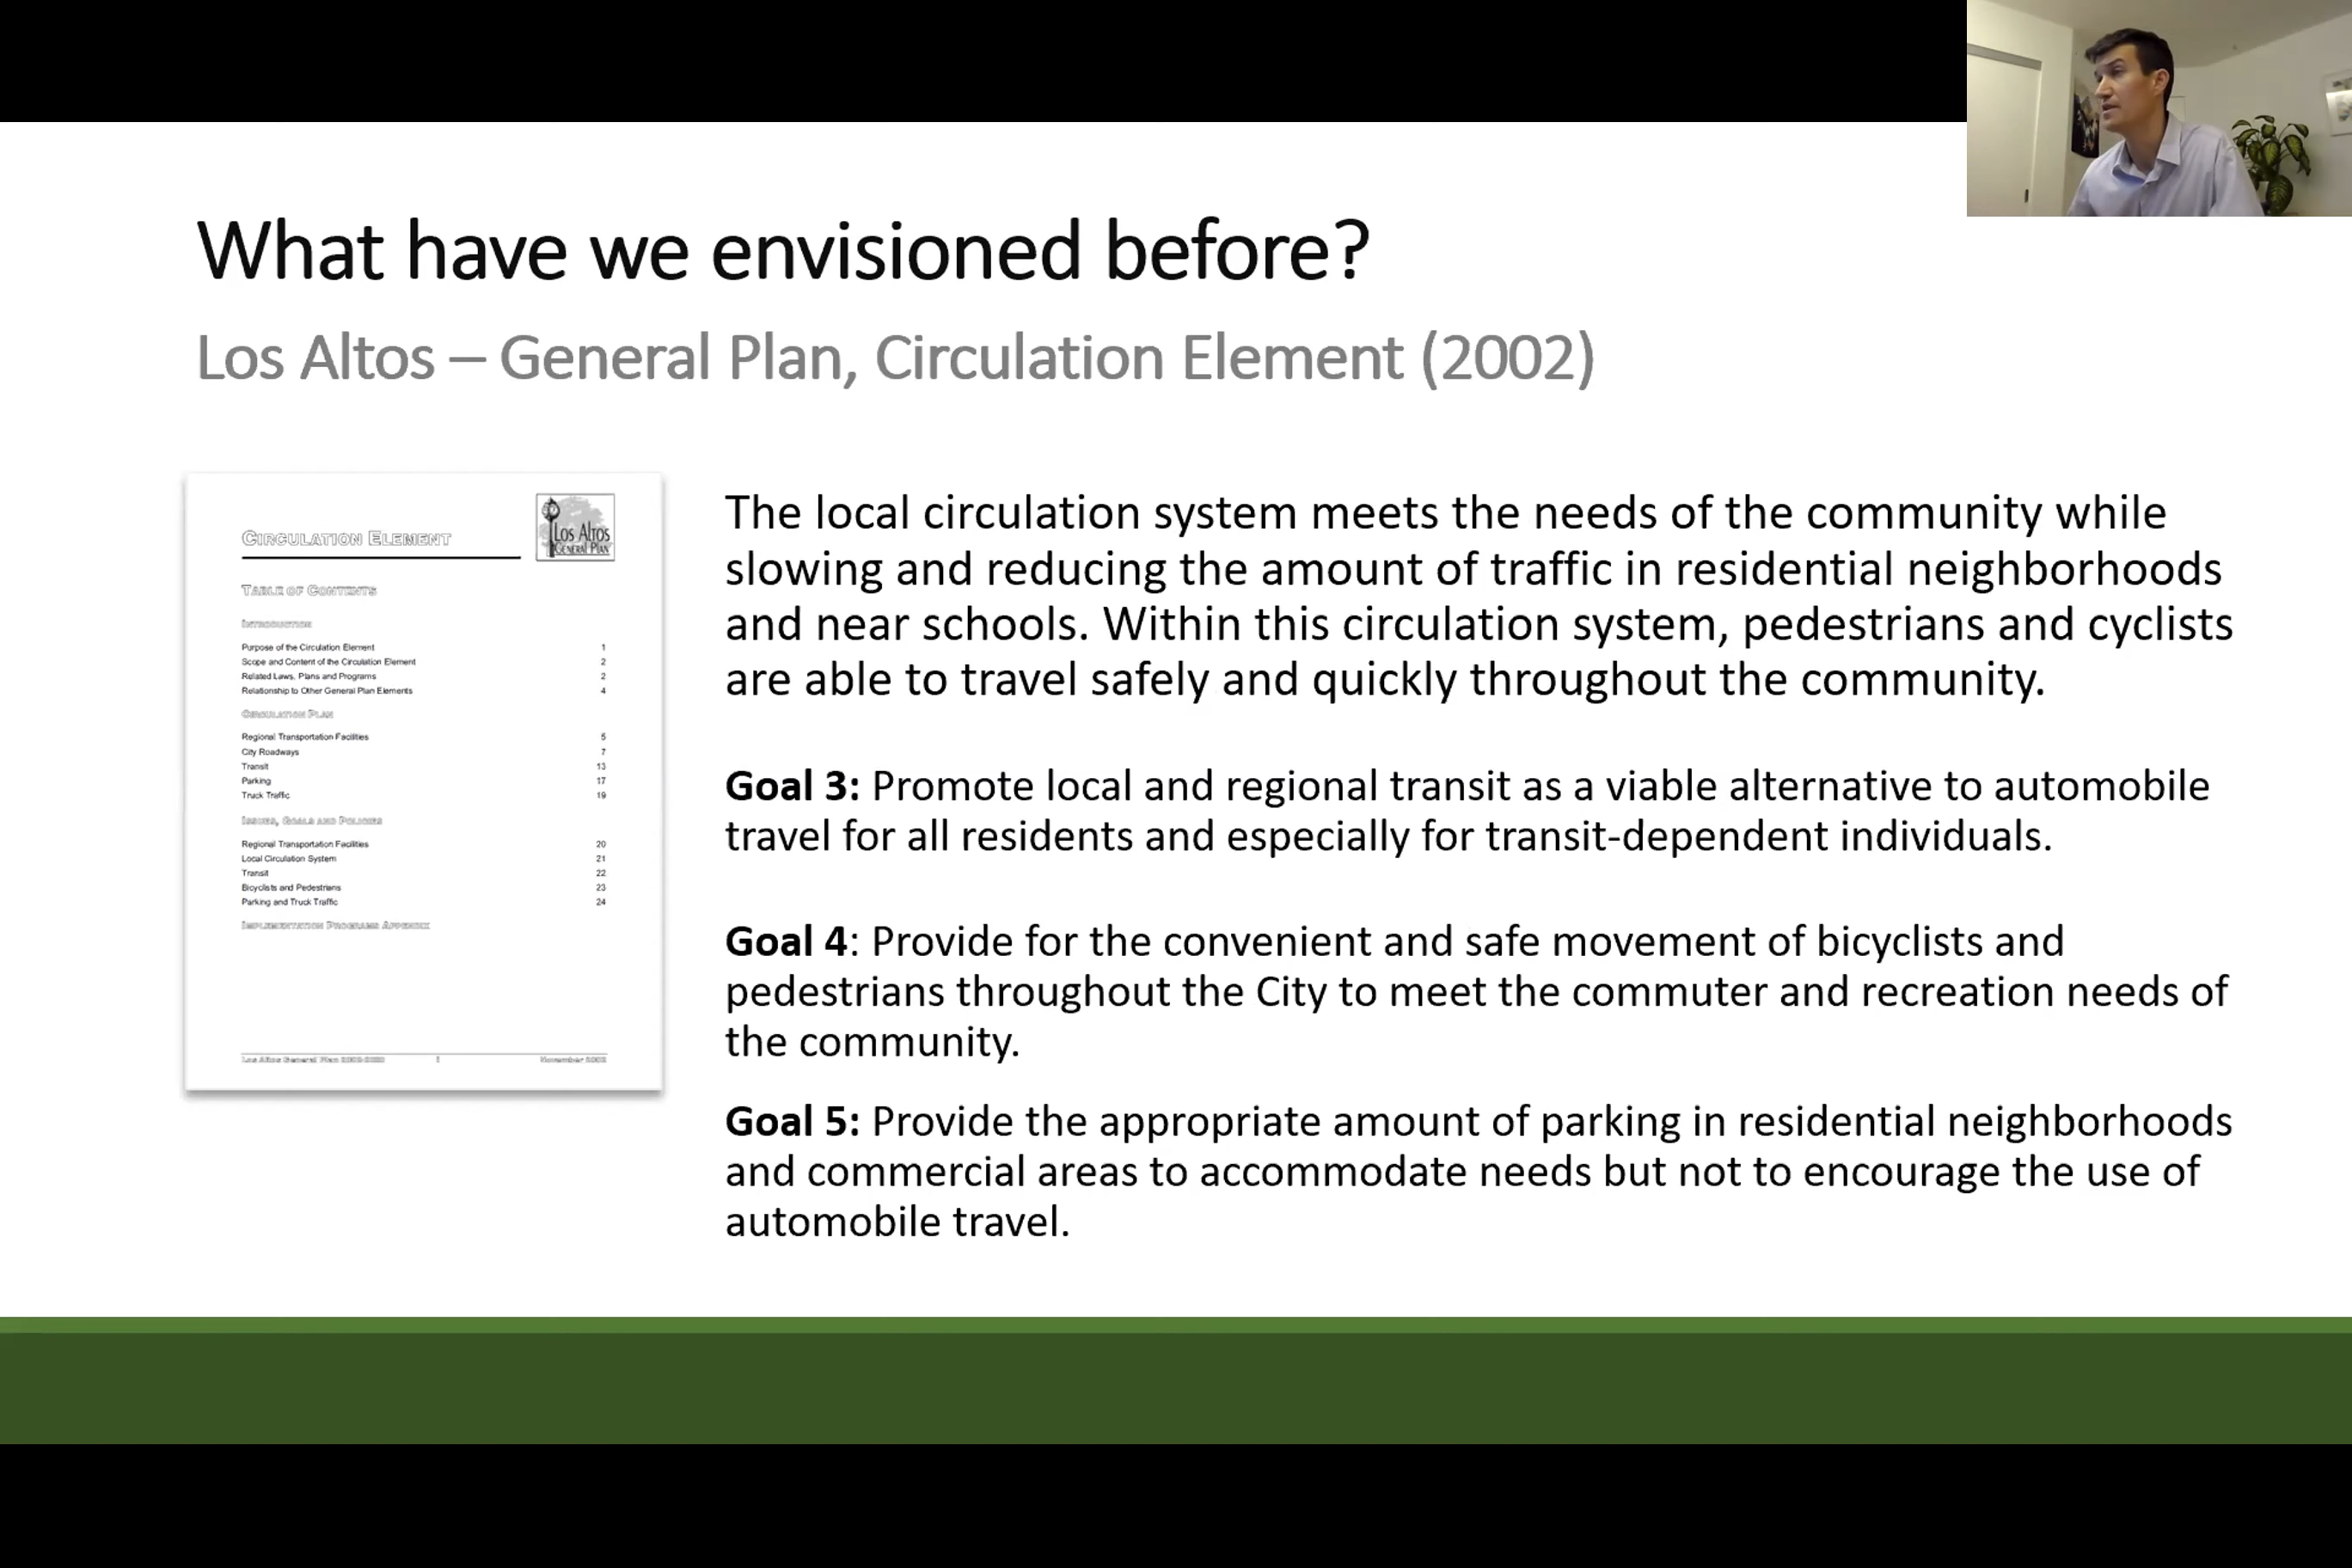 What have we envisioned before?
Los Altos – General Plan, Circulation Element (2002)
CIRCULATION ELEMENT
Los Altos
GENERAL PLAN
TABLE OF CONTENTS
INTRODUCTION
Purpose of the Circulation Element 1
Scope and Content of the Circulation Element 2
Related Laws, Plans and Programs 2
Relationship to Other General Plan Elements 4
CIRCULATION PLAN
Regional Transportation Facilities 5
City Roadways 7
Transit 13
Parking 17
Truck Traffic 19
ISSUES, GOALS AND POLICIES
Regional Transportation Facilities 20
Local Circulation System 21
Transit 22
Bicyclists and Pedestrians 23
Parking and Truck Traffic 24
IMPLEMENTATION PROGRAMS APPENDIX
Los Altos General Plan 2002-2020 November 2002
The local circulation system meets the needs of the community while
slowing and reducing the amount of traffic in residential neighborhoods
and near schools. Within this circulation system, pedestrians and cyclists
are able to travel safely and quickly throughout the community.
Goal 3: Promote local and regional transit as a viable alternative to automobile
travel for all residents and especially for transit-dependent individuals.
Goal 4: Provide for the convenient and safe movement of bicyclists and
pedestrians throughout the City to meet the commuter and recreation needs of
the community.
Goal 5: Provide the appropriate amount of parking in residential neighborhoods
and commercial areas to accommodate needs but not to encourage the use of
automobile travel.